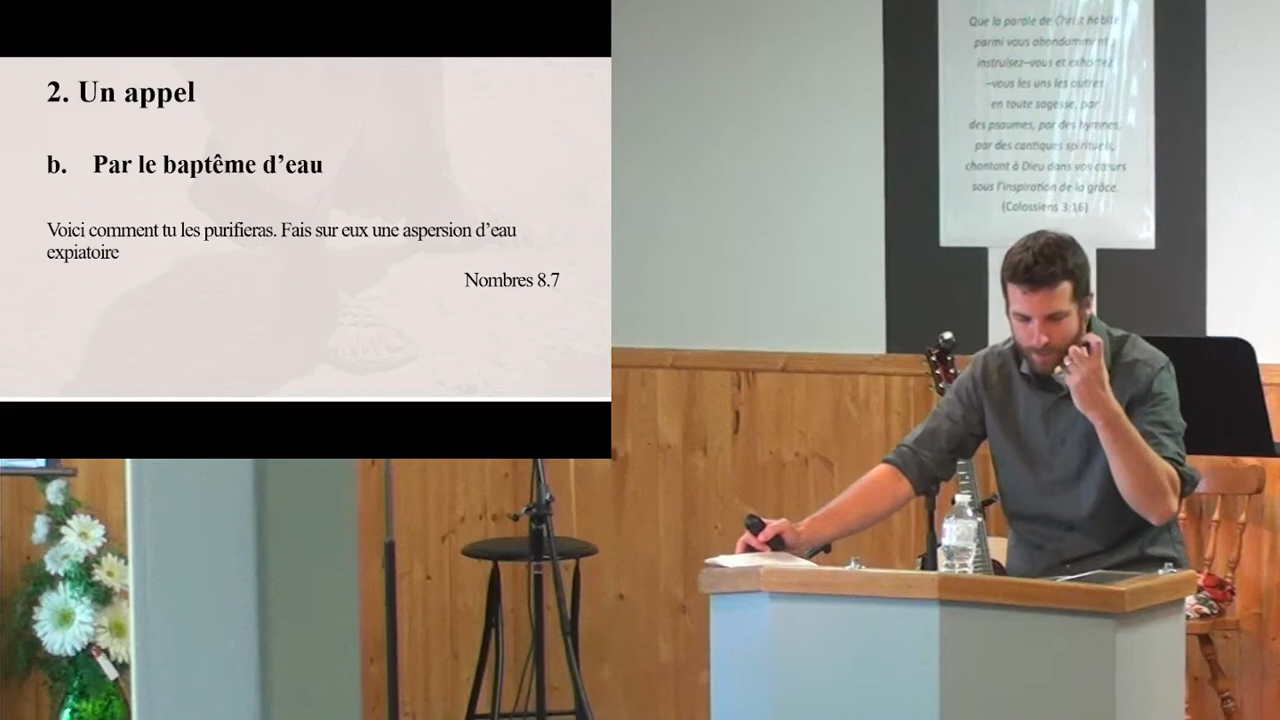 2. Un appel
b. Par le baptême d’eau
Voici comment tu les purifieras. Fais sur eux une aspersion d’eau
expiatoire
Nombres 8.7
Que la parole de Christ habite
parmi vous abondamment ;
instruisez-vous et exhortez
-vous les uns les autres
en toute sagesse, par
des psaumes, par des hymnes,
par des cantiques spirituels,
chantant à Dieu dans vos cœurs
sous l’inspiration de la grâce.
(Colossiens 3:16)